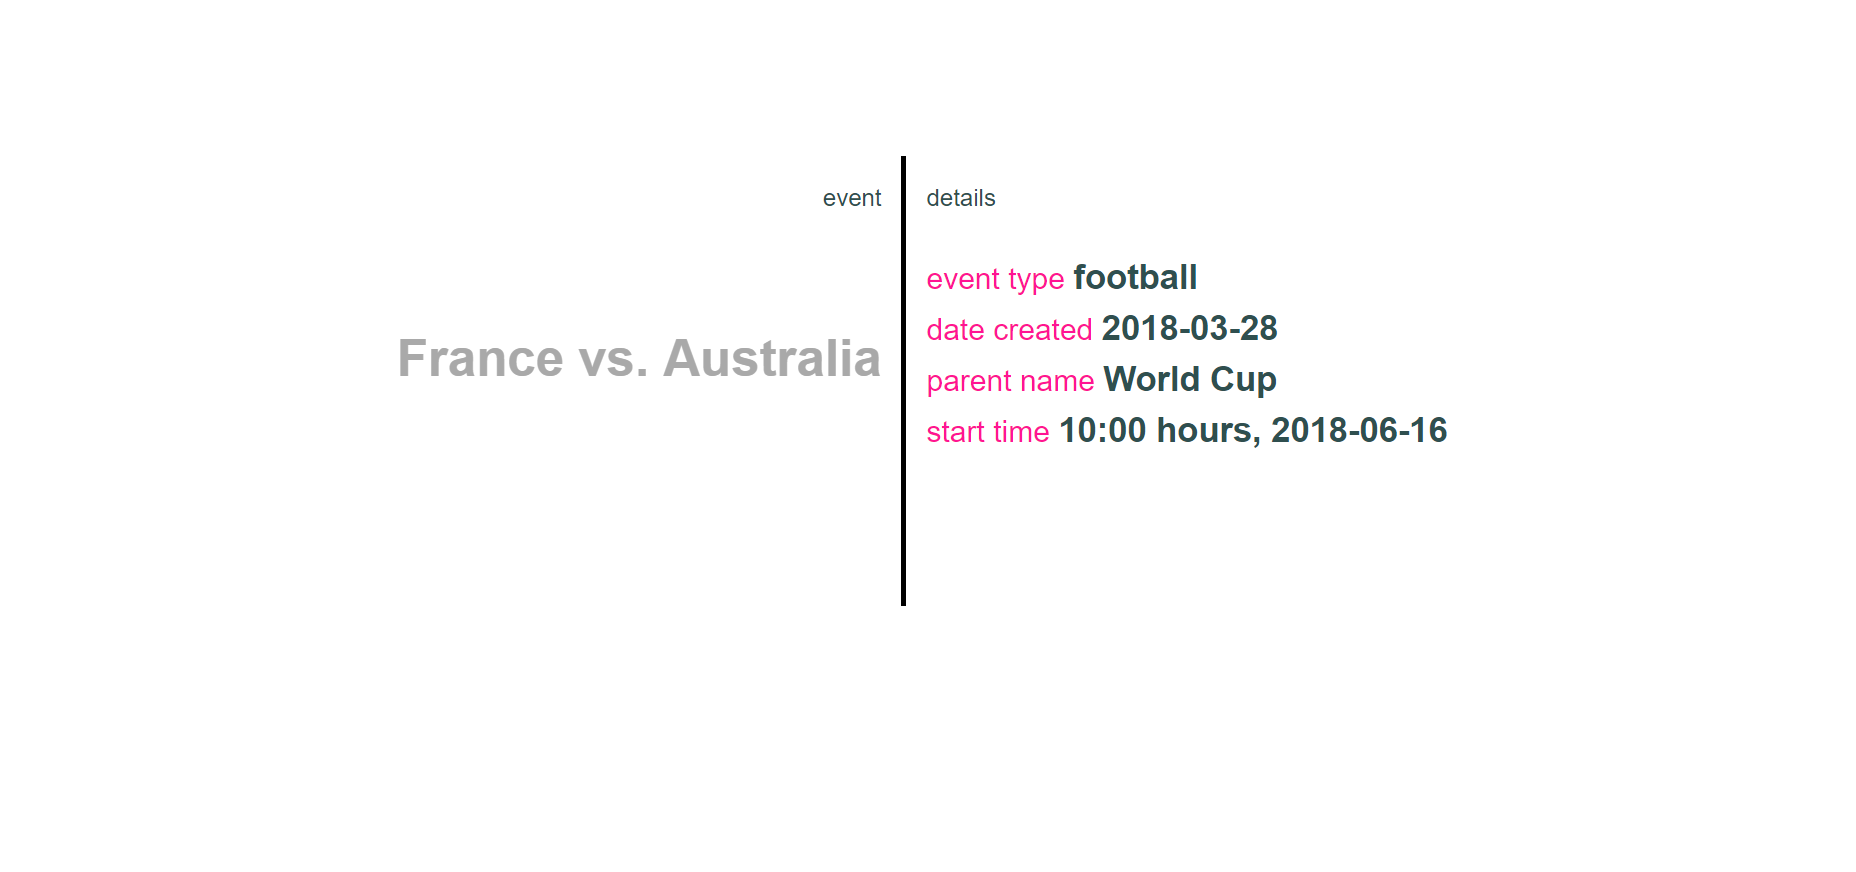 event
France vs. Australia
details
event type football
date created 2018-03-28
parent name World Cup
start time 10:00 hours, 2018-06-16